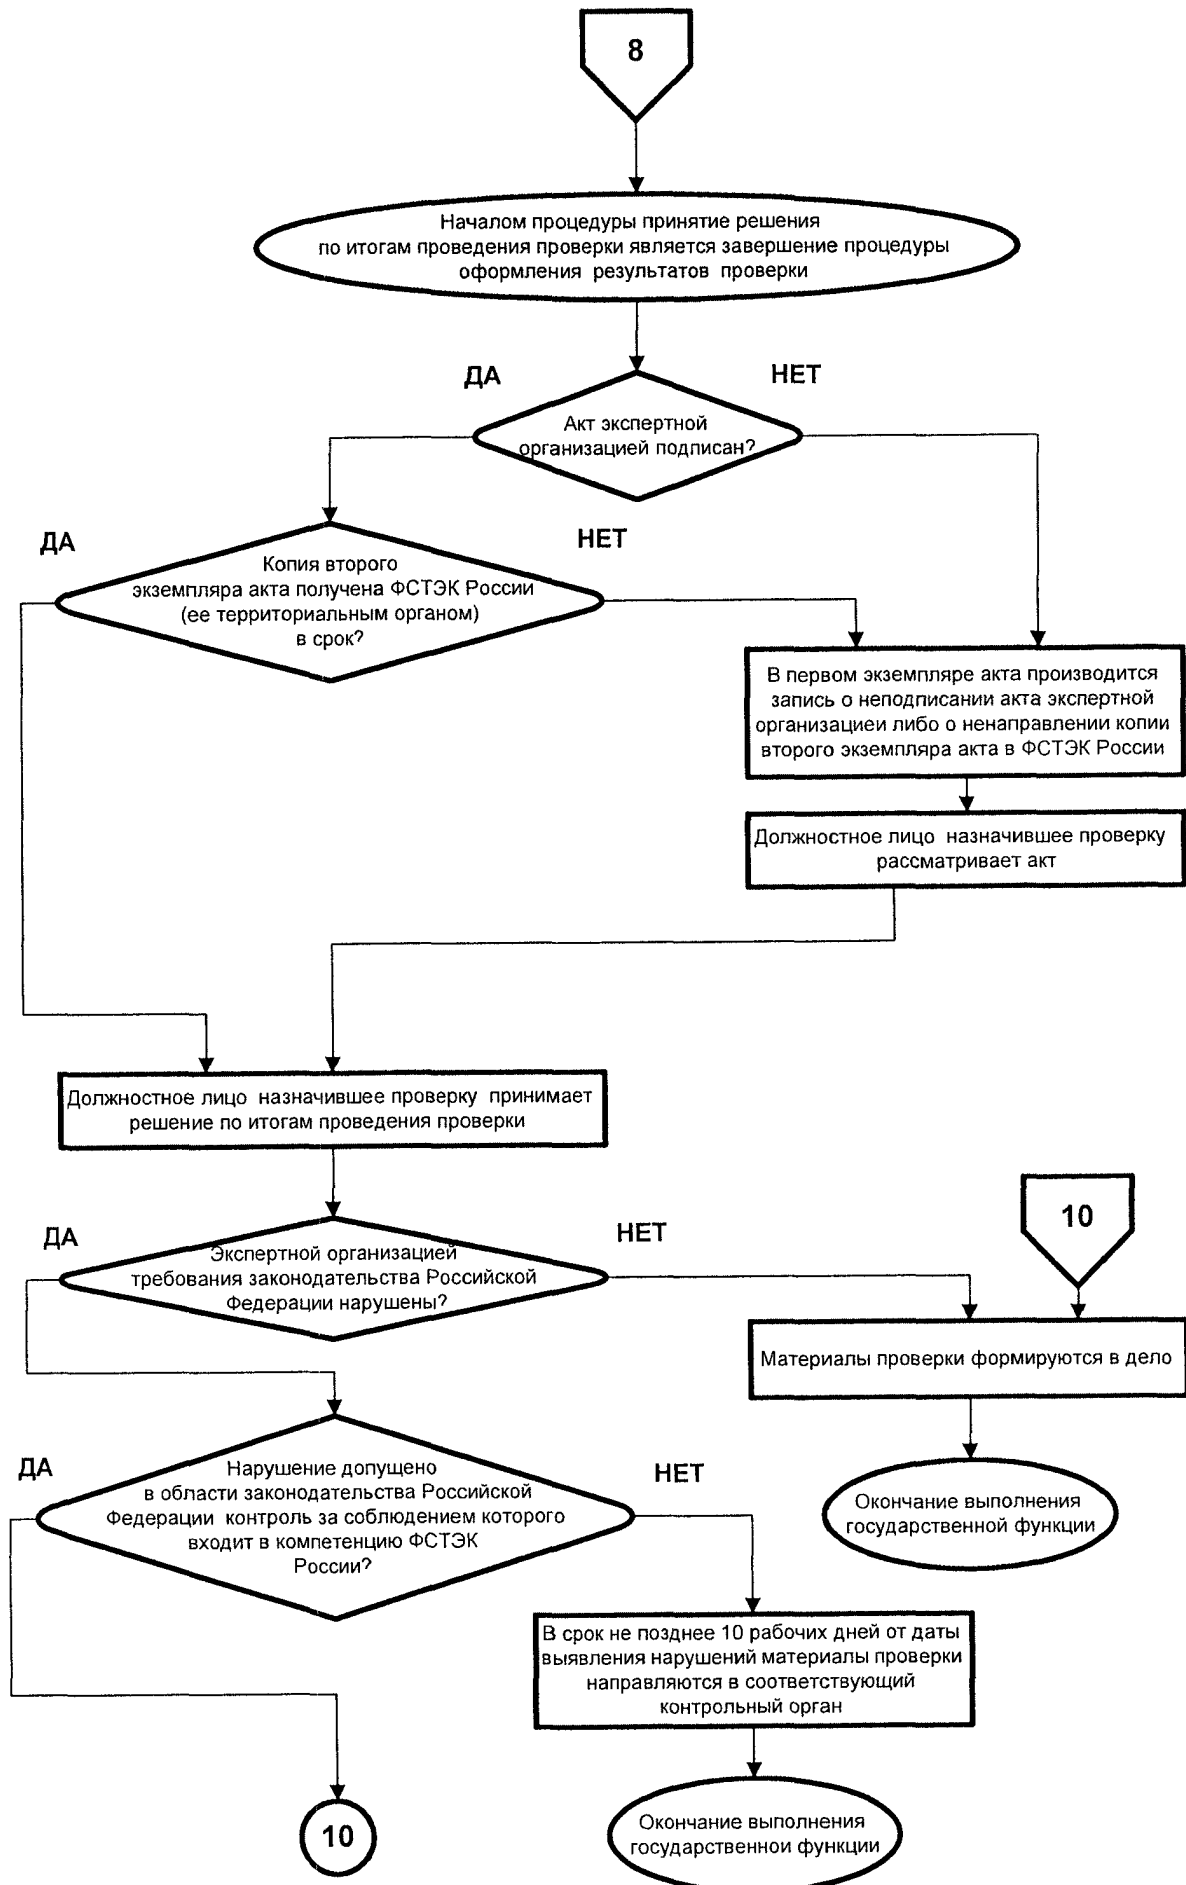 8
Началом процедуры принятие решения
по итогам проведения проверки является завершение процедуры
оформления результатов проверки
ДА
НЕТ
Акт экспертной
организацией подписан?
ДА
НЕТ
Копия второго
экземпляра акта получена ФСТЭК России
(ее территориальным органом)
в срок?
В первом экземпляре акта производится
запись о неподписании акта экспертной
организацией либо о ненаправлении копии
второго экземпляра акта в ФСТЭК России
Должностное лицо назначившее проверку
рассматривает акт
Должностное лицо назначившее проверку принимает
решение по итогам проведения проверки
ДА
НЕТ
10
Экспертной организацией
требования законодательства Российской
Федерации нарушены?
Материалы проверки формируются в дело
ДА
НЕТ
Нарушение допущено
в области законодательства Российской
Федерации контроль за соблюдением которого
входит в компетенцию ФСТЭК
России?
Окончание выполнения
государственной функции
В срок не позднее 10 рабочих дней от даты
выявления нарушений материалы проверки
направляются в соответствующий
контрольный орган
10
Окончание выполнения
государственной функции